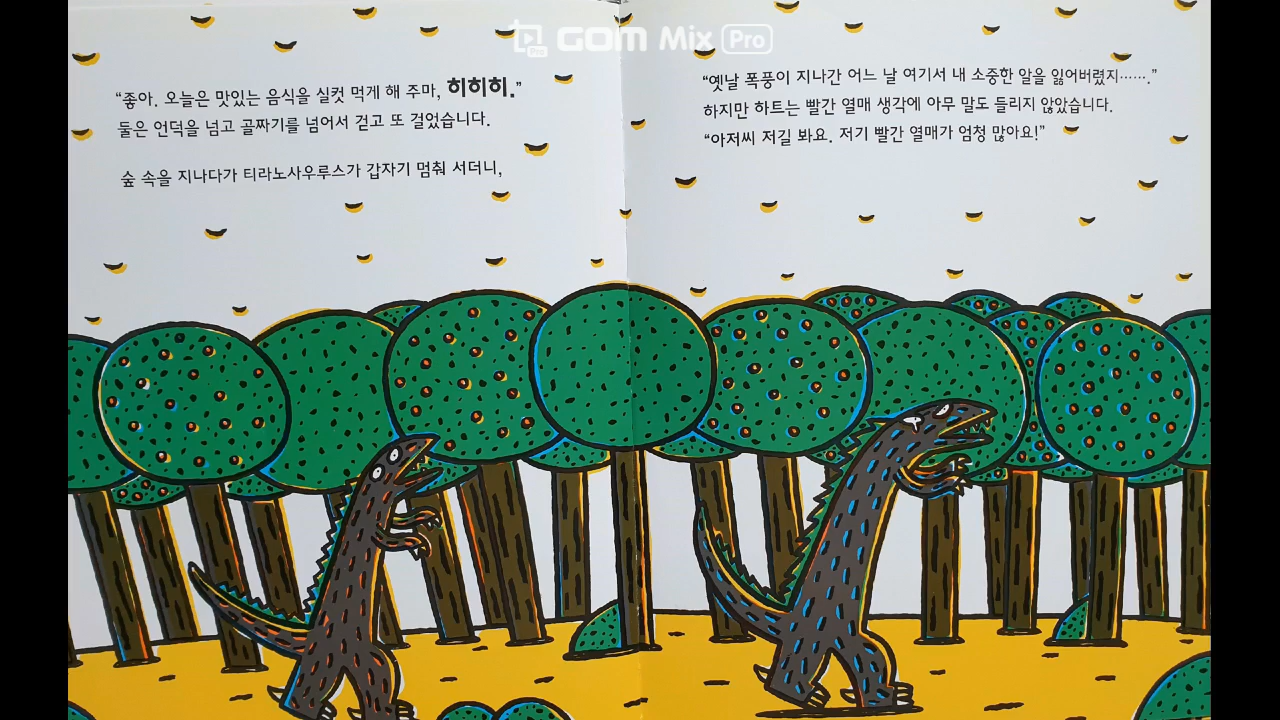 GOM Mix Pro
Pro
“좋아. 오늘은 맛있는 음식을 실컷 먹게 해 주마, 히히히.”
둘은 언덕을 넘고 골짜기를 넘어서 걷고 또 걸었습니다.
숲 속을 지나다가 티라노사우루스가 갑자기 멈춰 서더니,
“옛날 폭풍이 지나간 어느 날 여기서 내 소중한 알을 잃어버렸지…….”
하지만 하트는 빨간 열매 생각에 아무 말도 들리지 않았습니다.
“아저씨 저길 봐요. 저기 빨간 열매가 엄청 많아요!”